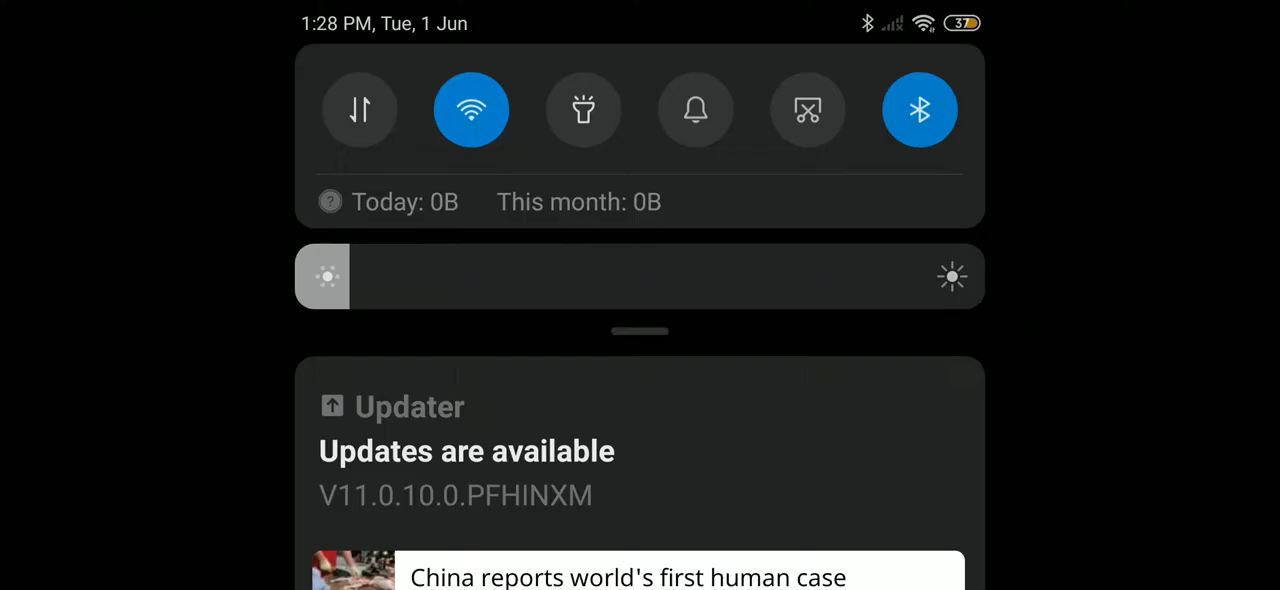 1:28 PM, Tue, 1 Jun 37
Today: 0B This month: 0B
Updater
Updates are available
V11.0.10.0.PFHINXM
China reports world's first human case